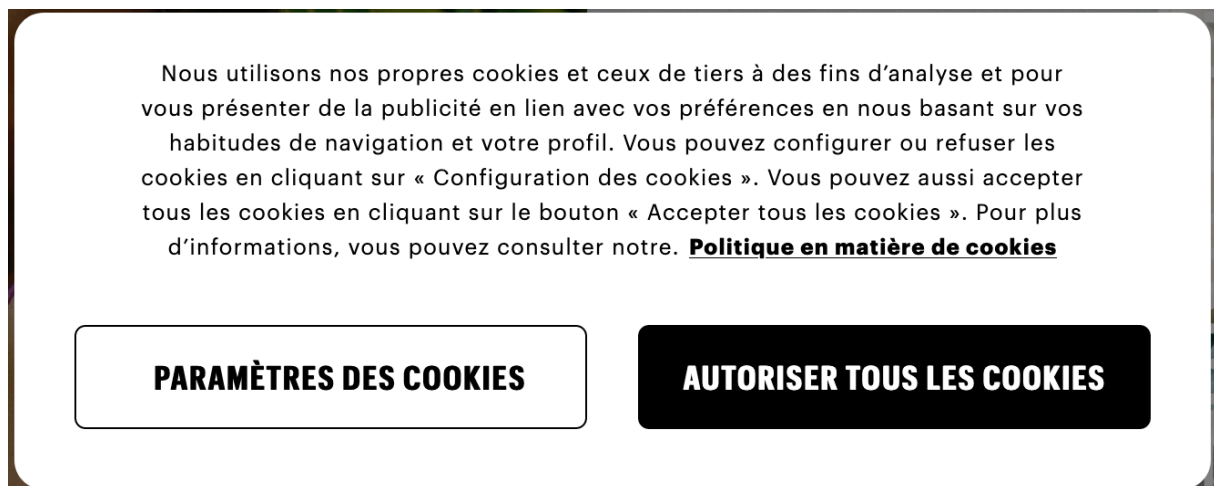 Nous utilisons nos propres cookies et ceux de tiers à des fins d’analyse et pour
vous présenter de la publicité en lien avec vos préférences en nous basant sur vos
habitudes de navigation et votre profil. Vous pouvez configurer ou refuser les
cookies en cliquant sur « Configuration des cookies ». Vous pouvez aussi accepter
tous les cookies en cliquant sur le bouton « Accepter tous les cookies ». Pour plus
d’informations, vous pouvez consulter notre. Politique en matière de cookies
PARAMÈTRES DES COOKIES
AUTORISER TOUS LES COOKIES